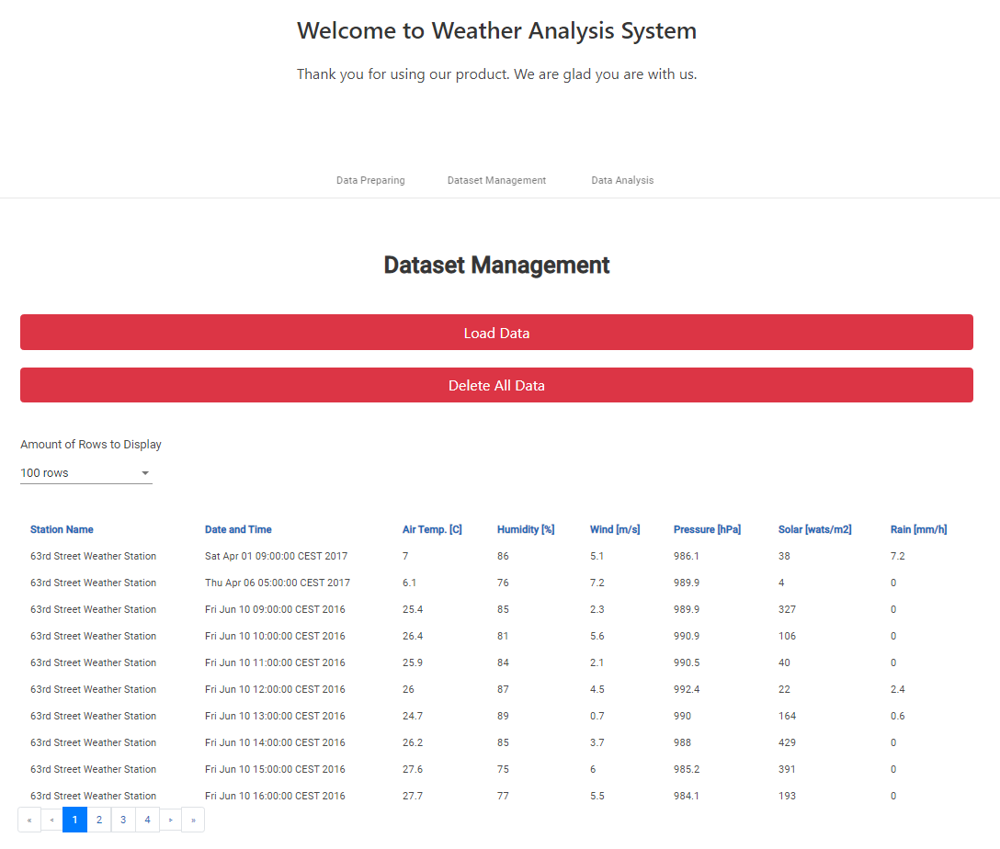 Welcome to Weather Analysis System
Thank you for using our product. We are glad you are with us.
Data Preparing Dataset Management Data Analysis
Dataset Management
Load Data
Delete All Data
Amount of Rows to Display
100 rows
Station Name Date and Time Air Temp. [C] Humidity [%] Wind [m/s] Pressure [hPa] Solar [wats/m2] Rain [mm/h]
63rd Street Weather Station Sat Apr 01 09:00:00 CEST 2017 7 86 5.1 986.1 38 7.2
63rd Street Weather Station Thu Apr 06 05:00:00 CEST 2017 6.1 76 7.2 989.9 4 0
63rd Street Weather Station Fri Jun 10 09:00:00 CEST 2016 25.4 85 2.3 989.9 327 0
63rd Street Weather Station Fri Jun 10 10:00:00 CEST 2016 26.4 81 5.6 990.9 106 0
63rd Street Weather Station Fri Jun 10 11:00:00 CEST 2016 25.9 84 2.1 990.5 40 0
63rd Street Weather Station Fri Jun 10 12:00:00 CEST 2016 26 87 4.5 992.4 22 2.4
63rd Street Weather Station Fri Jun 10 13:00:00 CEST 2016 24.7 89 0.7 990 164 0.6
63rd Street Weather Station Fri Jun 10 14:00:00 CEST 2016 26.2 85 3.7 988 429 0
63rd Street Weather Station Fri Jun 10 15:00:00 CEST 2016 27.6 75 6 985.2 391 0
63rd Street Weather Station Fri Jun 10 16:00:00 CEST 2016 27.7 77 5.5 984.1 193 0
« < 1 2 3 4 > »